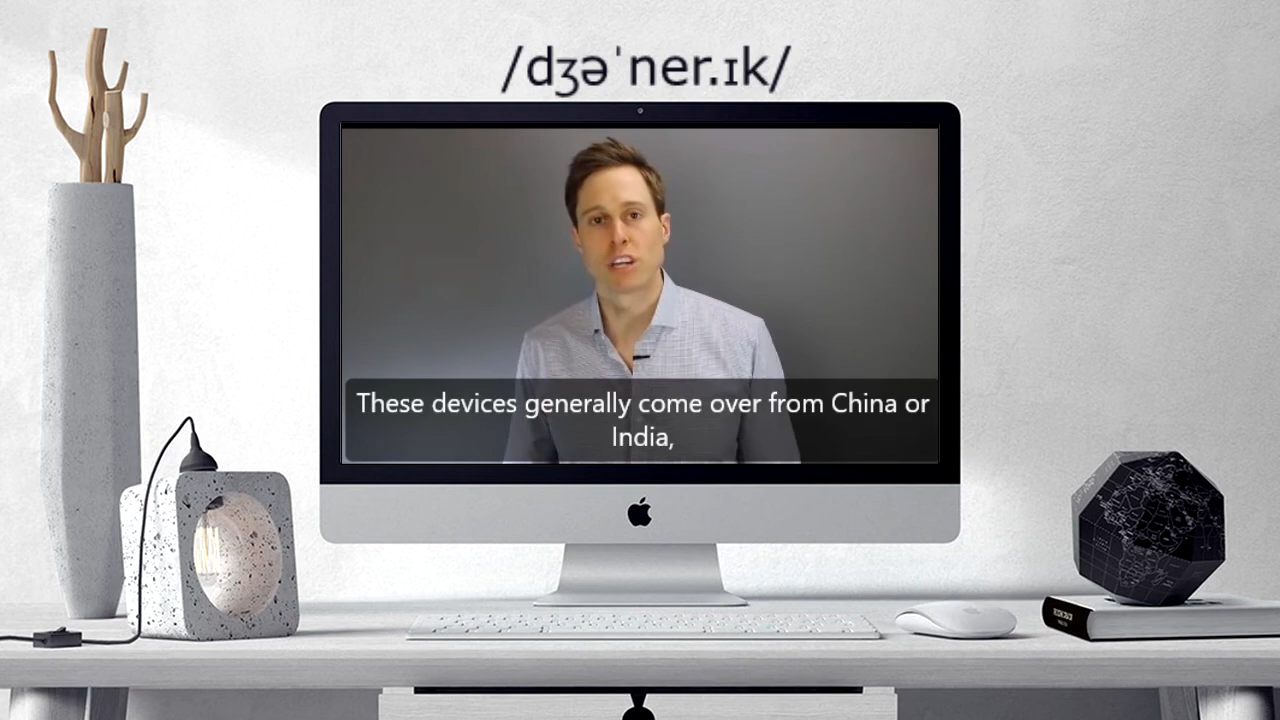 /dʒəˈner.ɪk/
These devices generally come over from China or
India,